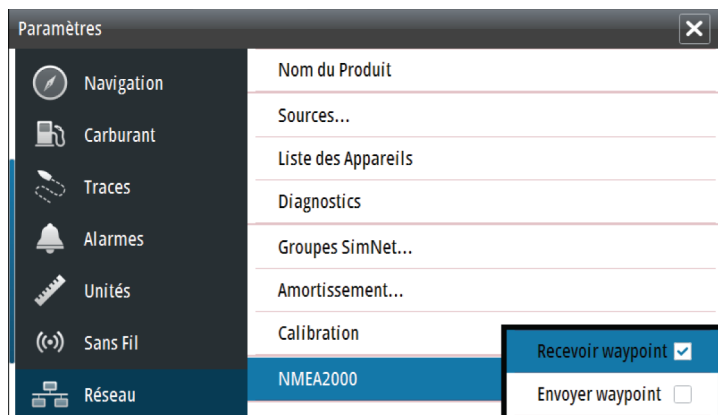 Paramètres
Navigation
Carburant
Traces
Alarmes
Unités
Sans Fil
Réseau
Nom du Produit
Sources...
Liste des Appareils
Diagnostics
Groupes SimNet...
Amortissement...
Calibration
NMEA2000
Recevoir waypoint
Envoyer waypoint